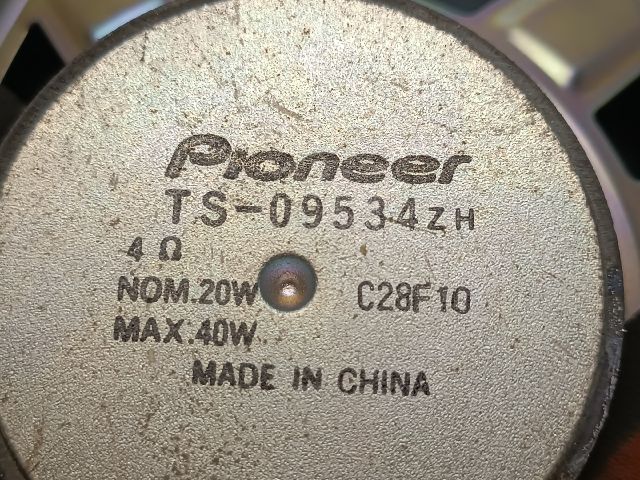 Pioneer
TS-09534ZH
4 Ω
NOM.20W C28F10
MAX.40W
MADE IN CHINA